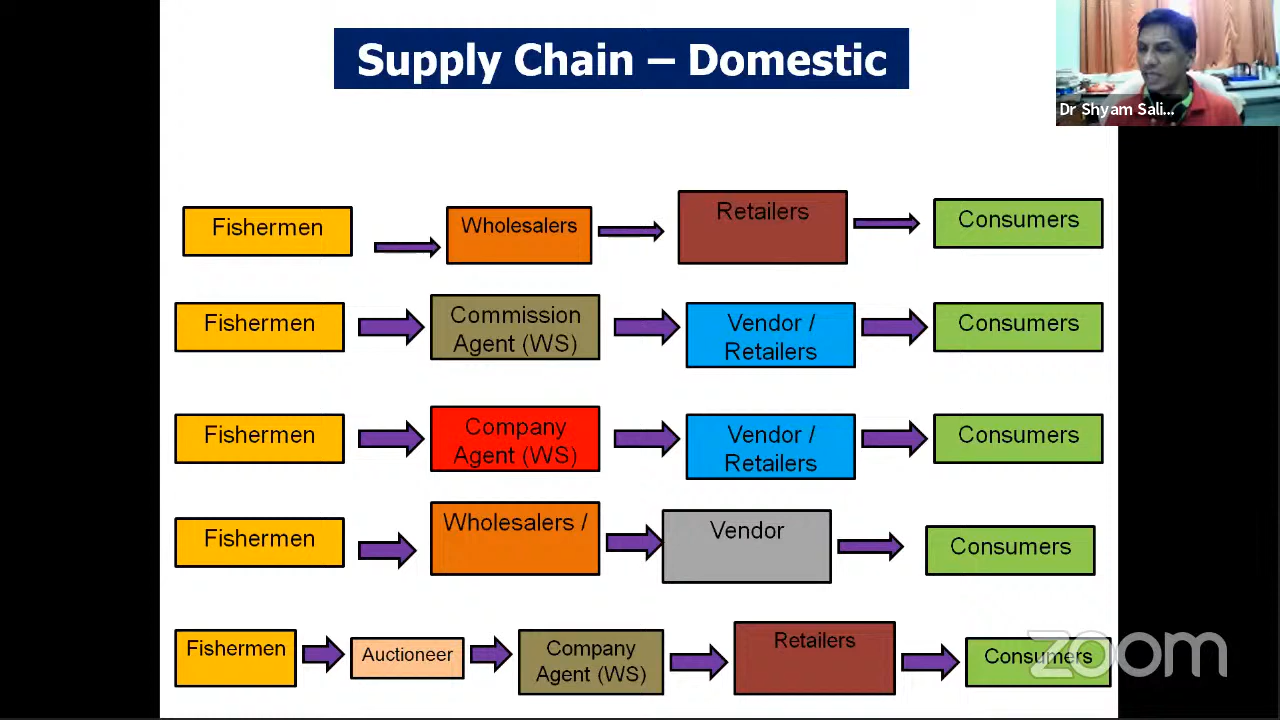 Supply Chain – Domestic
Dr Shyam Sali...
Fishermen
Wholesalers
Retailers
Consumers
Fishermen
Commission
Agent (WS)
Vendor /
Retailers
Consumers
Fishermen
Company
Agent (WS)
Vendor /
Retailers
Consumers
Fishermen
Wholesalers /
Vendor
Consumers
Fishermen
Auctioneer
Company
Agent (WS)
Retailers
Consumers
zoom